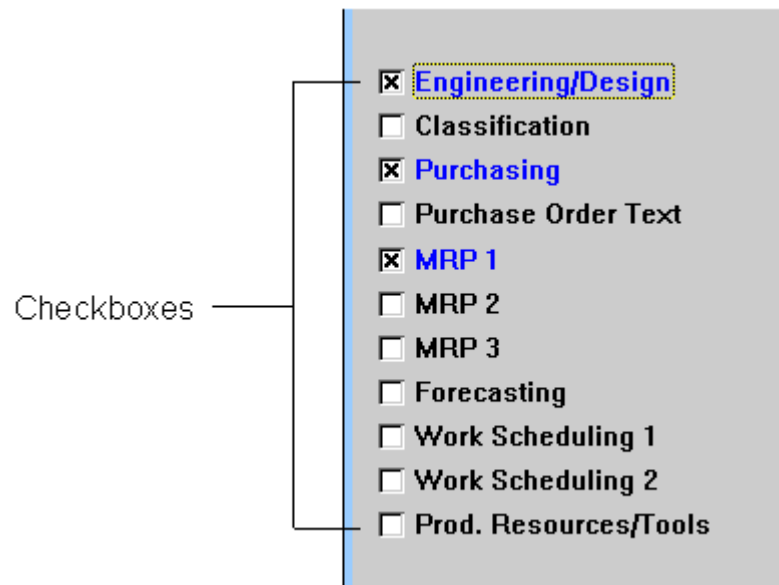 Engineering/Design
Classification
Purchasing
Purchase Order Text
MRP 1
Checkboxes
MRP 2
MRP 3
Forecasting
Work Scheduling 1
Work Scheduling 2
Prod. Resources/Tools